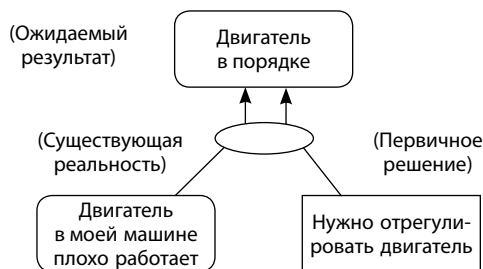 (Ожидаемый
результат)
Двигатель
в порядке
(Существующая
реальность)
(Первичное
решение)
Двигатель
в моей машине
плохо работает
Нужно отрегули-
ровать двигатель